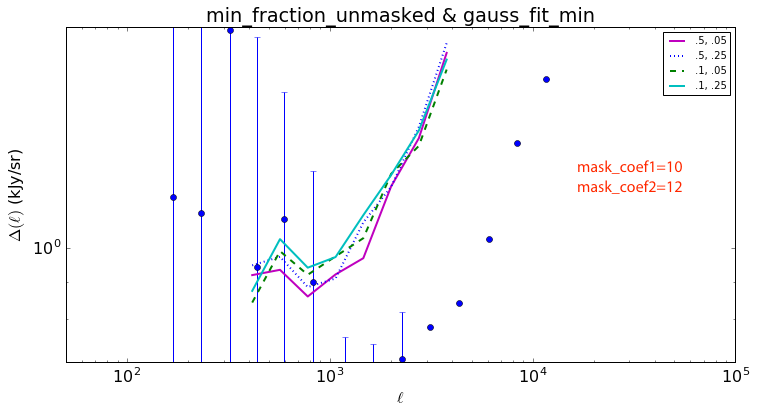 min_fraction_unmasked & gauss_fit_min
.5, .05
.5, .25
.1, .05
.1, .25
mask_coef1=10
mask_coef2=12
Δ(ℓ) (kJy/sr)
10⁰
10² 10³ 10⁴ 10⁵
ℓ